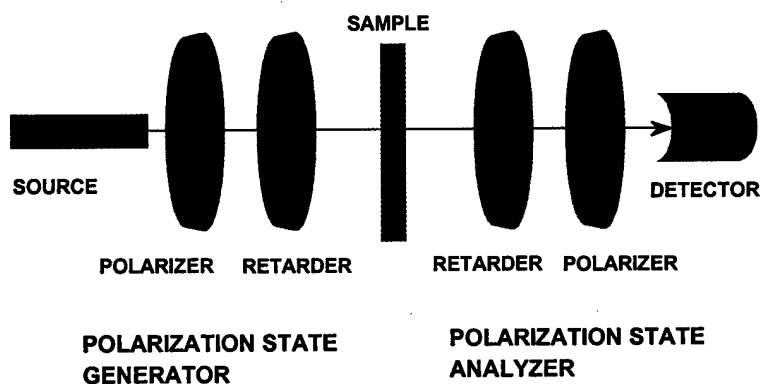 SAMPLE
SOURCE
DETECTOR
POLARIZER RETARDER
RETARDER POLARIZER
POLARIZATION STATE
GENERATOR
POLARIZATION STATE
ANALYZER